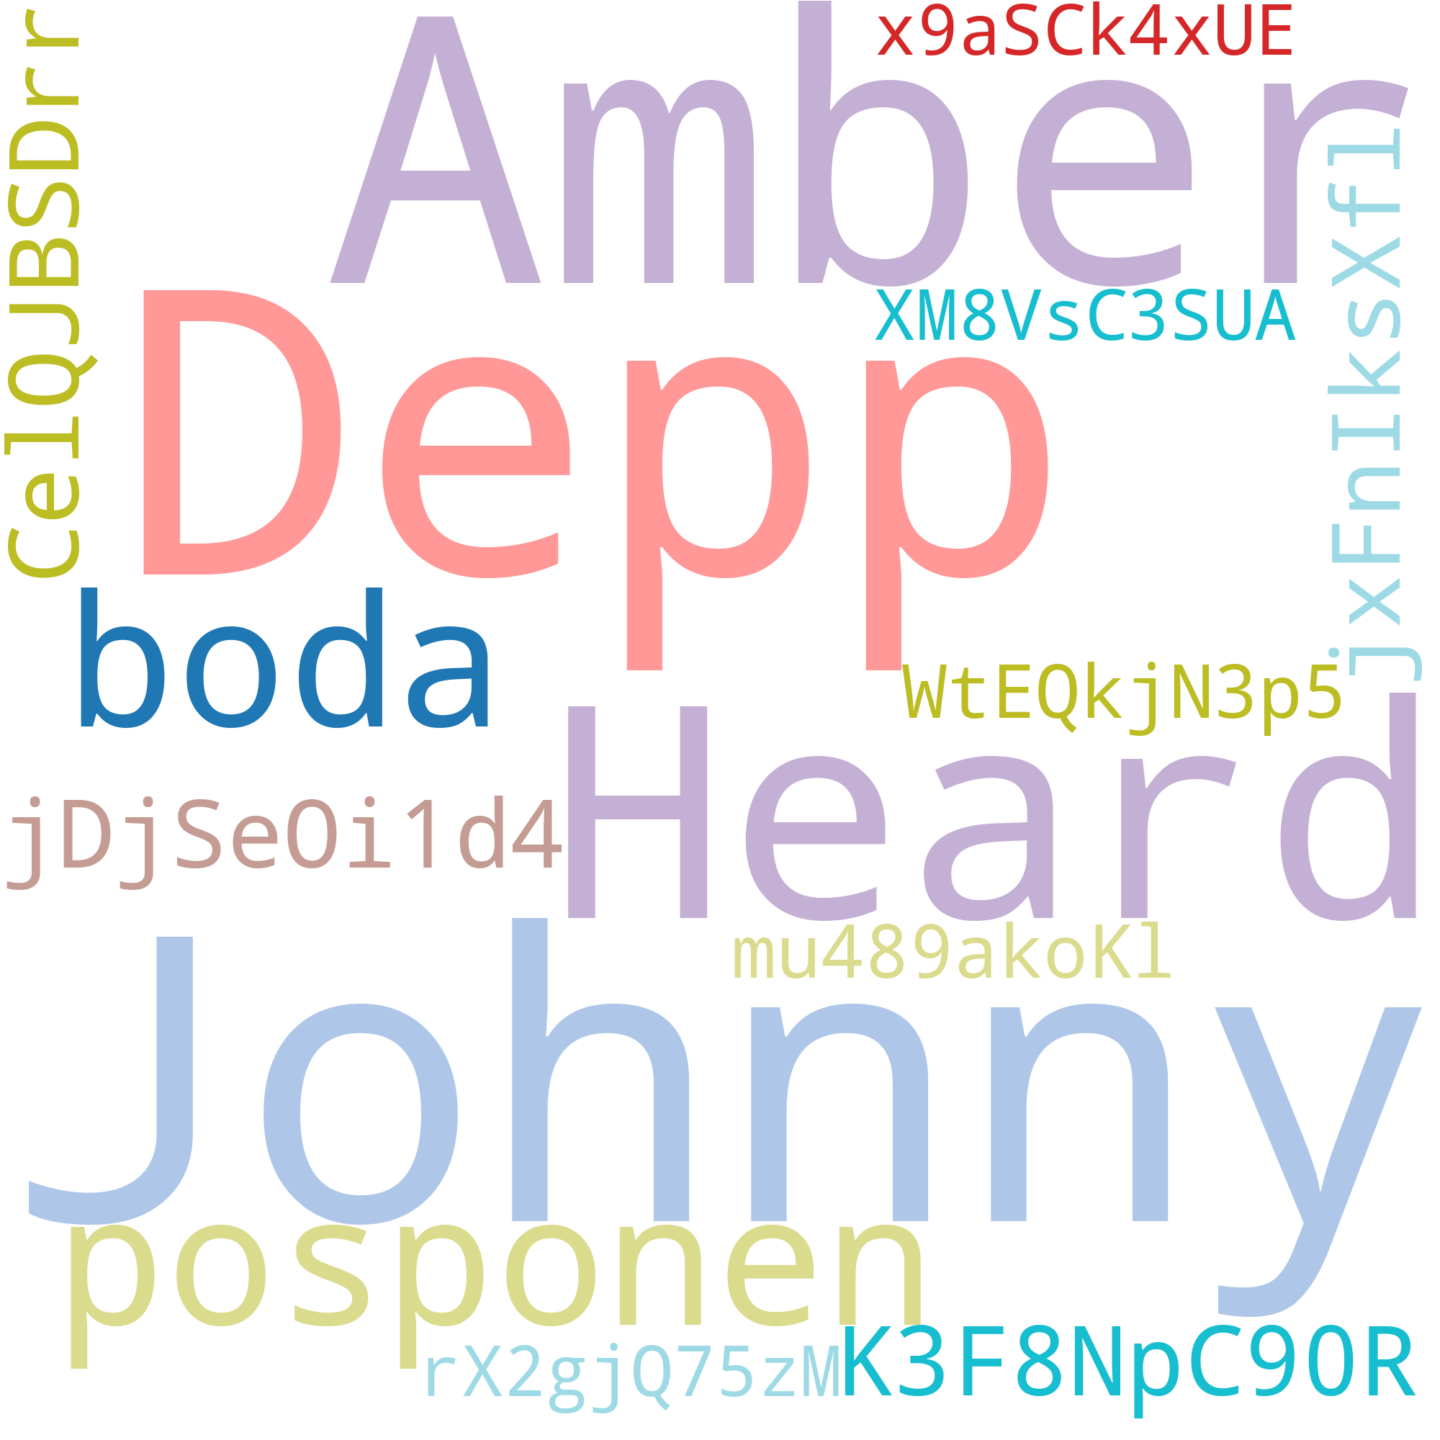 x9aSCk4xUE
Amber
CelQJBSDrr
jxFnIksXfl
XM8VsC3SUA
Depp
boda
WtEQkjN3p5
Heard
jDjSeOi1d4
mu489akoKl
Johnny
posponen
K3F8NpC90R
rX2gjQ75zM